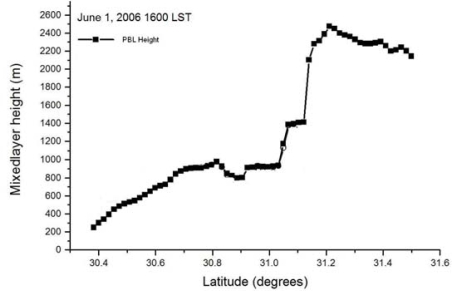 June 1, 2006 1600 LST
PBL Height
Mixedlayer height (m)
2600
2400
2200
2000
1800
1600
1400
1200
1000
800
600
400
200
0
30.4 30.6 30.8 31.0 31.2 31.4 31.6
Latitude (degrees)